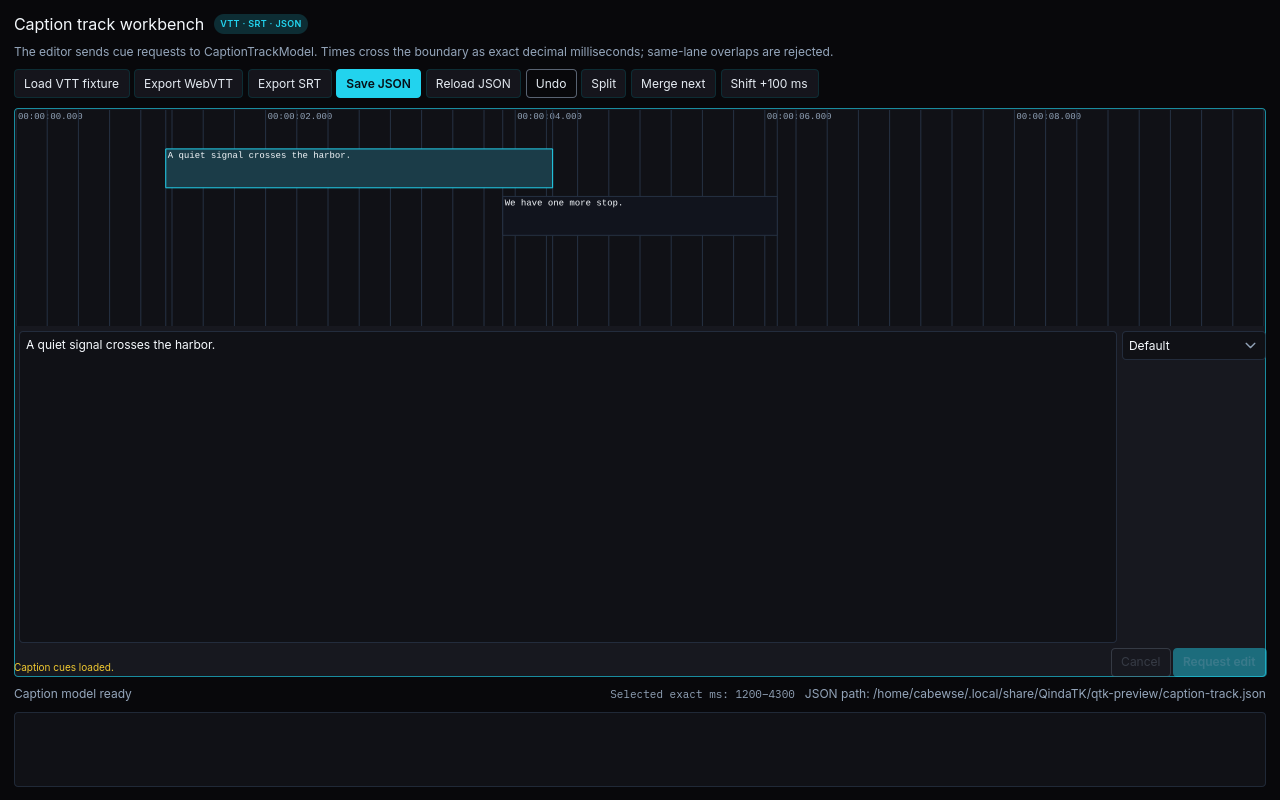 Caption track workbench VTT · SRT · JSON
The editor sends cue requests to CaptionTrackModel. Times cross the boundary as exact decimal milliseconds; same-lane overlaps are rejected.
Load VTT fixture Export WebVTT Export SRT Save JSON Reload JSON Undo Split Merge next Shift +100 ms
00:00:00.000 00:00:02.000 00:00:04.000 00:00:06.000 00:00:08.000
A quiet signal crosses the harbor.
We have one more stop.
A quiet signal crosses the harbor. Default
Caption cues loaded. Cancel Request edit
Caption model ready Selected exact ms: 1200–4300 JSON path: /home/cabewse/.local/share/QindaTK/qtk-preview/caption-track.json